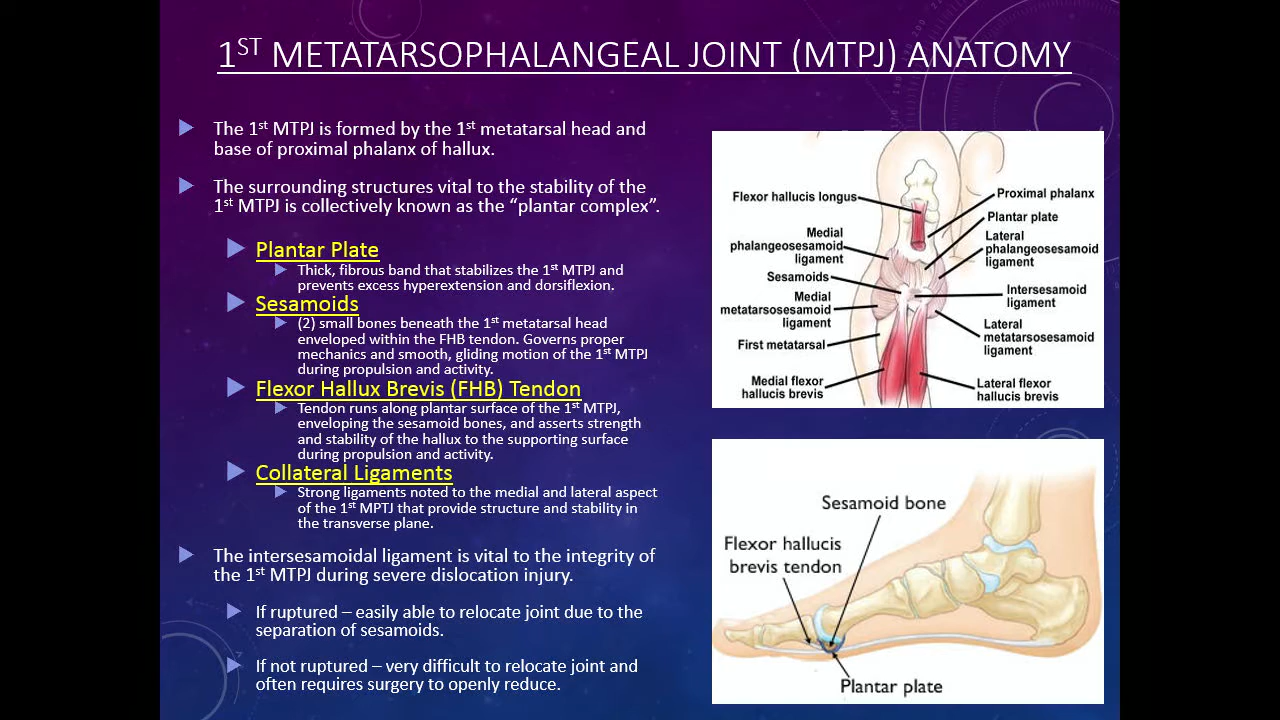 1ST METATARSOPHALANGEAL JOINT (MTPJ) ANATOMY
The 1st MTPJ is formed by the 1st metatarsal head and
base of proximal phalanx of hallux.
The surrounding structures vital to the stability of the
1st MTPJ is collectively known as the “plantar complex”.
Plantar Plate
Thick, fibrous band that stabilizes the 1st MTPJ and
prevents excess hyperextension and dorsiflexion.
Sesamoids
(2) small bones beneath the 1st metatarsal head
enveloped within the FHB tendon. Governs proper
mechanics and smooth, gliding motion of the 1st MTPJ
during propulsion and activity.
Flexor Hallux Brevis (FHB) Tendon
Tendon runs along plantar surface of the 1st MTPJ,
enveloping the sesamoid bones, and asserts strength
and stability of the hallux to the supporting surface
during propulsion and activity.
Collateral Ligaments
Strong ligaments noted to the medial and lateral aspect
of the 1st MPTJ that provide structure and stability in
the transverse plane.
The intersesamoidal ligament is vital to the integrity of
the 1st MTPJ during severe dislocation injury.
If ruptured – easily able to relocate joint due to the
separation of sesamoids.
If not ruptured – very difficult to relocate joint and
often requires surgery to openly reduce.
Flexor hallucis longus
Medial
phalangeosesamoid
ligament
Sesamoids
Medial
metatarsosesamoid
ligament
First metatarsal
Medial flexor
hallucis brevis
Proximal phalanx
Plantar plate
Lateral
phalangeosesamoid
ligament
Intersesamoid
ligament
Lateral
metatarsosesamoid
ligament
Lateral flexor
hallucis brevis
Sesamoid bone
Flexor hallucis
brevis tendon
Plantar plate